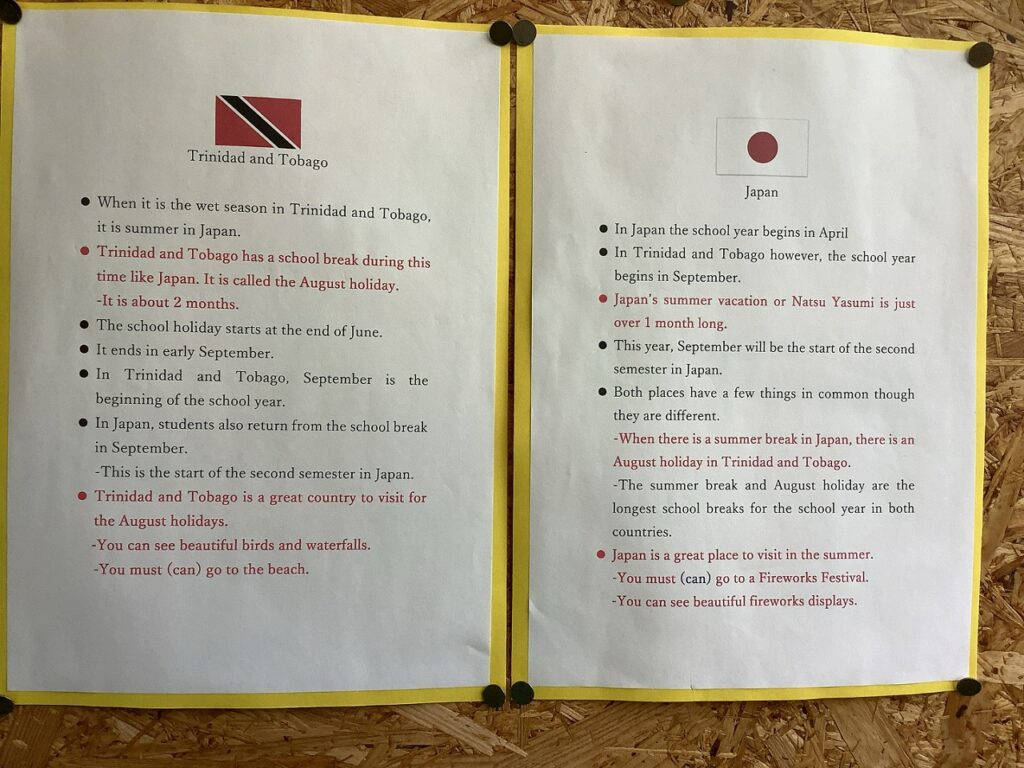 Trinidad and Tobago
● When it is the wet season in Trinidad and Tobago,
it is summer in Japan.
● Trinidad and Tobago has a school break during this
time like Japan. It is called the August holiday.
-It is about 2 months.
● The school holiday starts at the end of June.
● It ends in early September.
● In Trinidad and Tobago, September is the
beginning of the school year.
● In Japan, students also return from the school break
in September.
-This is the start of the second semester in Japan.
● Trinidad and Tobago is a great country to visit for
the August holidays.
-You can see beautiful birds and waterfalls.
-You must (can) go to the beach.
Japan
● In Japan the school year begins in April
● In Trinidad and Tobago however, the school year
begins in September.
● Japan's summer vacation or Natsu Yasumi is just
over 1 month long.
● This year, September will be the start of the second
semester in Japan.
● Both places have a few things in common though
they are different.
-When there is a summer break in Japan, there is an
August holiday in Trinidad and Tobago.
-The summer break and August holiday are the
longest school breaks for the school year in both
countries.
● Japan is a great place to visit in the summer.
-You must (can) go to a Fireworks Festival.
-You can see beautiful fireworks displays.